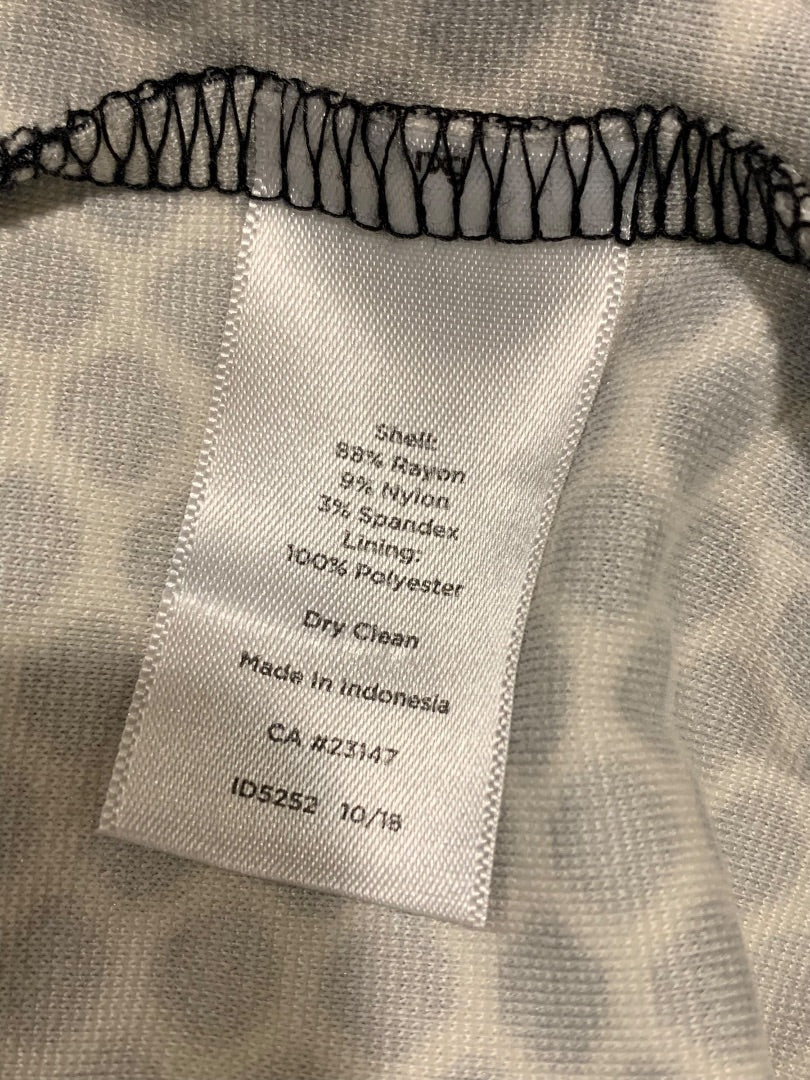 Shell:
88% Rayon
9% Nylon
3% Spandex
Lining:
100% Polyester
Dry Clean
Made in Indonesia
CA #23147
ID5252 10/18